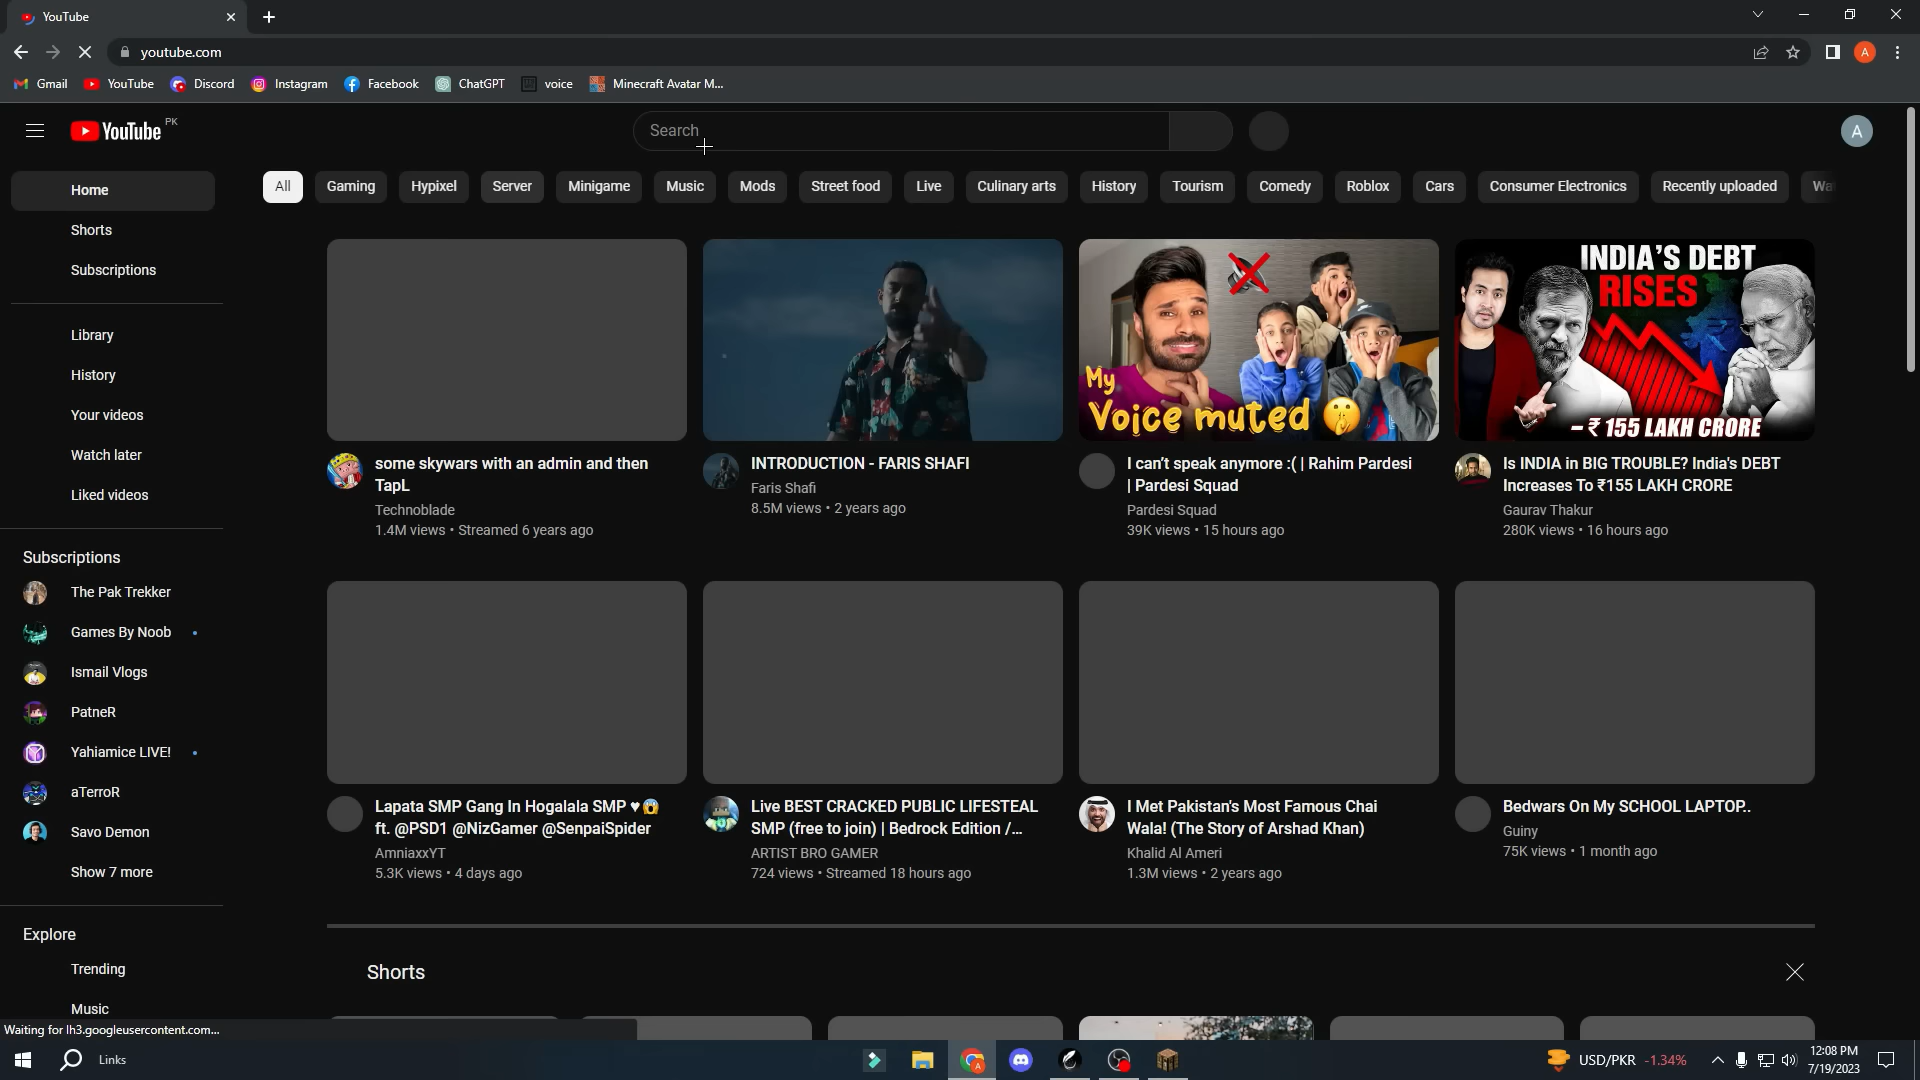 YouTube
youtube.com
Gmail
YouTube
Discord
Instagram
Facebook
ChatGPT
voice
Minecraft Avatar M...
YouTube PK
Search
A
Home
Shorts
Subscriptions
Library
History
Your videos
Watch later
Liked videos
Subscriptions
The Pak Trekker
Games By Noob
Ismail Vlogs
PatneR
Yahiamice LIVE!
aTerroR
Savo Demon
Show 7 more
Explore
Trending
Music
All
Gaming
Hypixel
Server
Minigame
Music
Mods
Street food
Live
Culinary arts
History
Tourism
Comedy
Roblox
Cars
Consumer Electronics
Recently uploaded
Wa
some skywars with an admin and then
TapL
Technoblade
1.4M views • Streamed 6 years ago
INTRODUCTION - FARIS SHAFI
Faris Shafi
8.5M views • 2 years ago
My
Voice muted
I can't speak anymore :( | Rahim Pardesi
| Pardesi Squad
Pardesi Squad
39K views • 15 hours ago
INDIA'S DEBT
RISES
- ₹ 155 LAKH CRORE
Is INDIA in BIG TROUBLE? India's DEBT
Increases To ₹155 LAKH CRORE
Gaurav Thakur
280K views • 16 hours ago
Lapata SMP Gang In Hogalala SMP ♥😱
ft. @PSD1 @NizGamer @SenpaiSpider
AmniaxxYT
5.3K views • 4 days ago
Live BEST CRACKED PUBLIC LIFESTEAL
SMP (free to join) | Bedrock Edition /...
ARTIST BRO GAMER
724 views • Streamed 18 hours ago
I Met Pakistan's Most Famous Chai
Wala! (The Story of Arshad Khan)
Khalid Al Ameri
1.3M views • 2 years ago
Bedwars On My SCHOOL LAPTOP..
Guiny
75K views • 1 month ago
Shorts
Waiting for lh3.googleusercontent.com...
Links
USD/PKR -1.34%
12:08 PM
7/19/2023